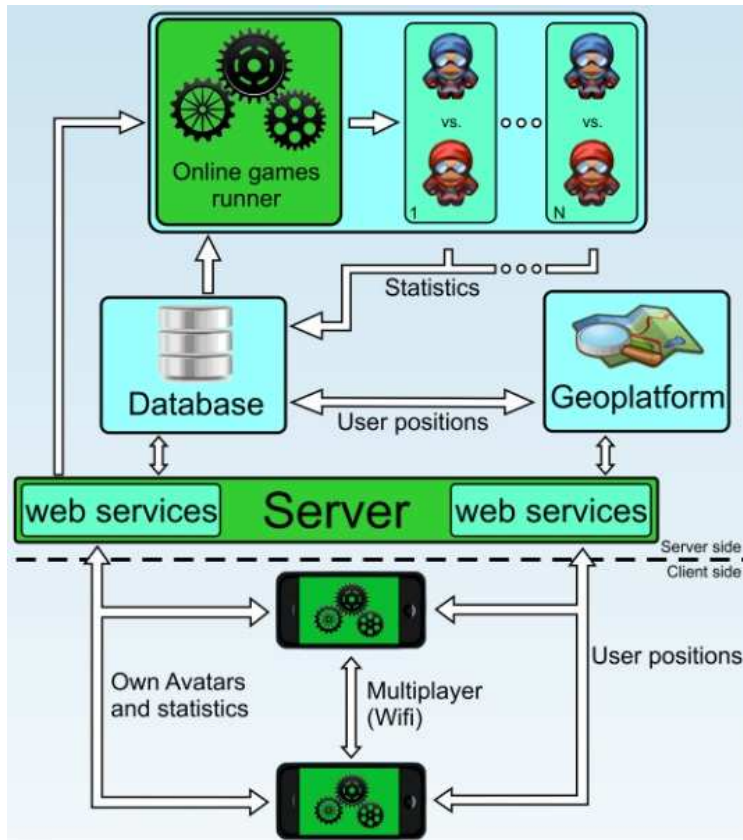 Online games
runner
vs.
1
vs.
N
Statistics
Database
User positions
Geoplatform
web services
Server
web services
Server side
Client side
Own Avatars
and statistics
Multiplayer
(Wifi)
User positions